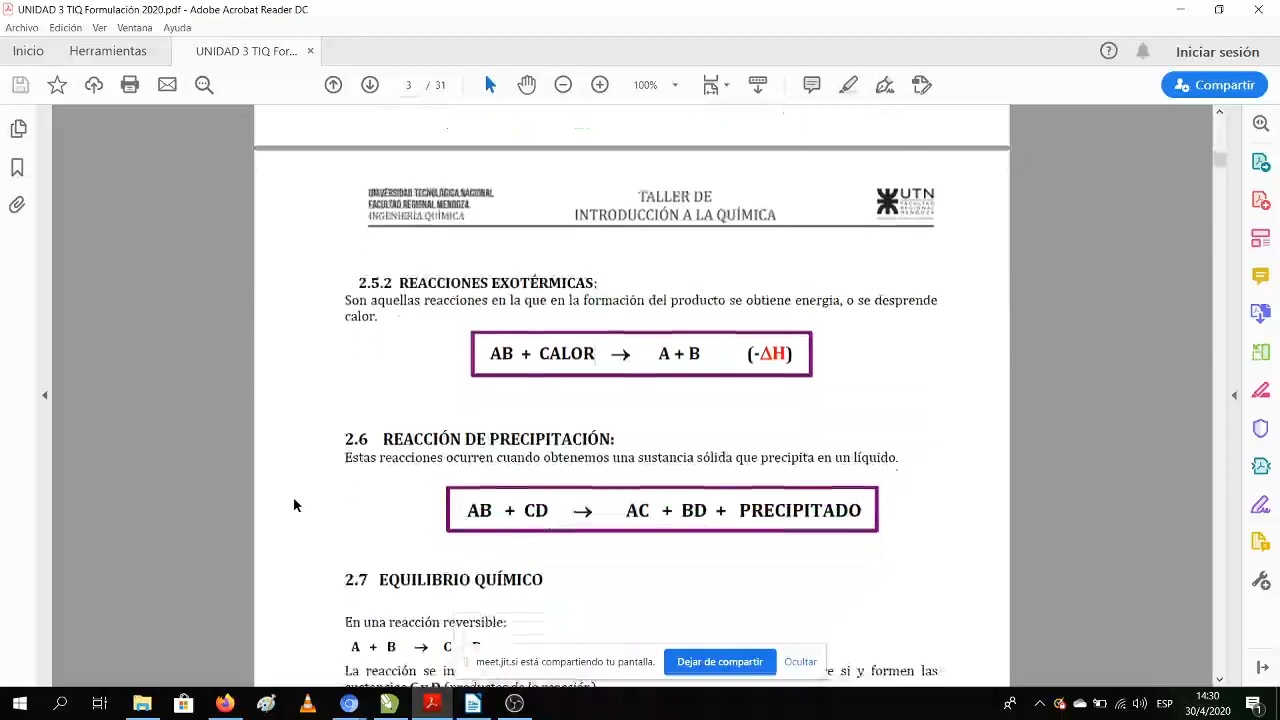 UNIDAD 3 TIQ Formulación 2020.pdf - Adobe Acrobat Reader DC
Archivo Edición Ver Ventana Ayuda
Inicio Herramientas UNIDAD 3 TIQ For... × Iniciar sesión
3 / 31 100% Compartir
UNIVERSIDAD TECNOLÓGICA NACIONAL
FACULTAD REGIONAL MENDOZA
INGENIERÍA QUÍMICA
TALLER DE
INTRODUCCIÓN A LA QUÍMICA
UTN
FACULTAD
REGIONAL
MENDOZA
2.5.2 REACCIONES EXOTÉRMICAS:
Son aquellas reacciones en la que en la formación del producto se obtiene energía, o se desprende
calor.
AB + CALOR → A + B (-ΔH)
2.6 REACCIÓN DE PRECIPITACIÓN:
Estas reacciones ocurren cuando obtenemos una sustancia sólida que precipita en un líquido.
AB + CD → AC + BD + PRECIPITADO
2.7 EQUILIBRIO QUÍMICO
En una reacción reversible:
A + B → C
La reacción se in e si y formen las
meet.jit.si está compartiendo tu pantalla. Dejar de compartir Ocultar
ESP
14:30
30/4/2020